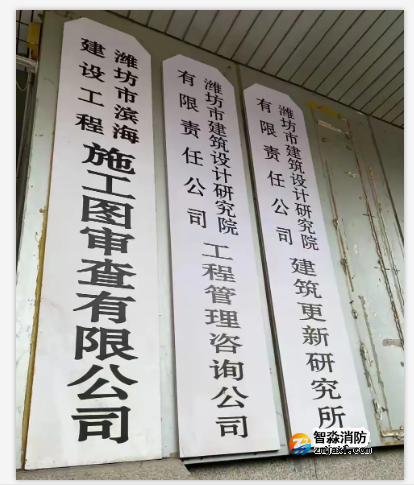 潍坊市滨海
建设工程
施工图审查有限公司
潍坊市建筑设计研究院
有限责任公司
工程管理咨询公司
潍坊市建筑设计研究院
有限责任公司
建筑更新研究所
智淼消防
zmjaxf.com